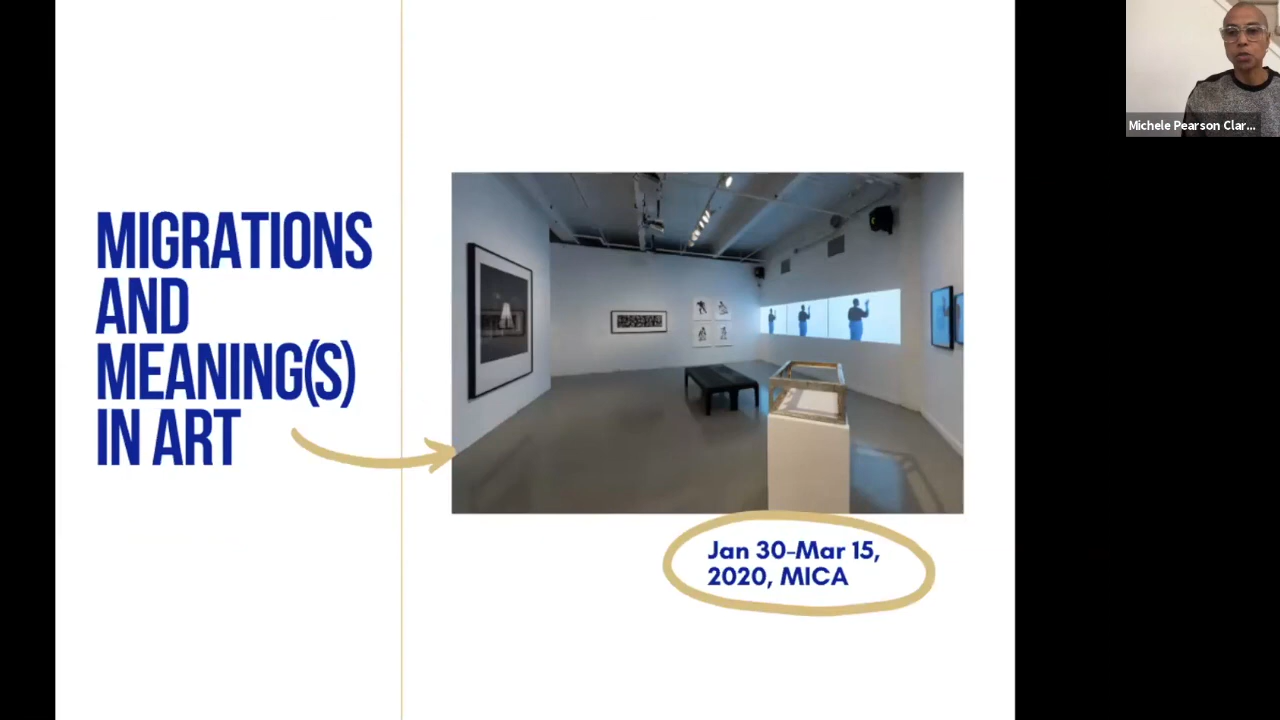 MIGRATIONS
AND
MEANING(S)
IN ART
Jan 30-Mar 15,
2020, MICA
Michele Pearson Clar...